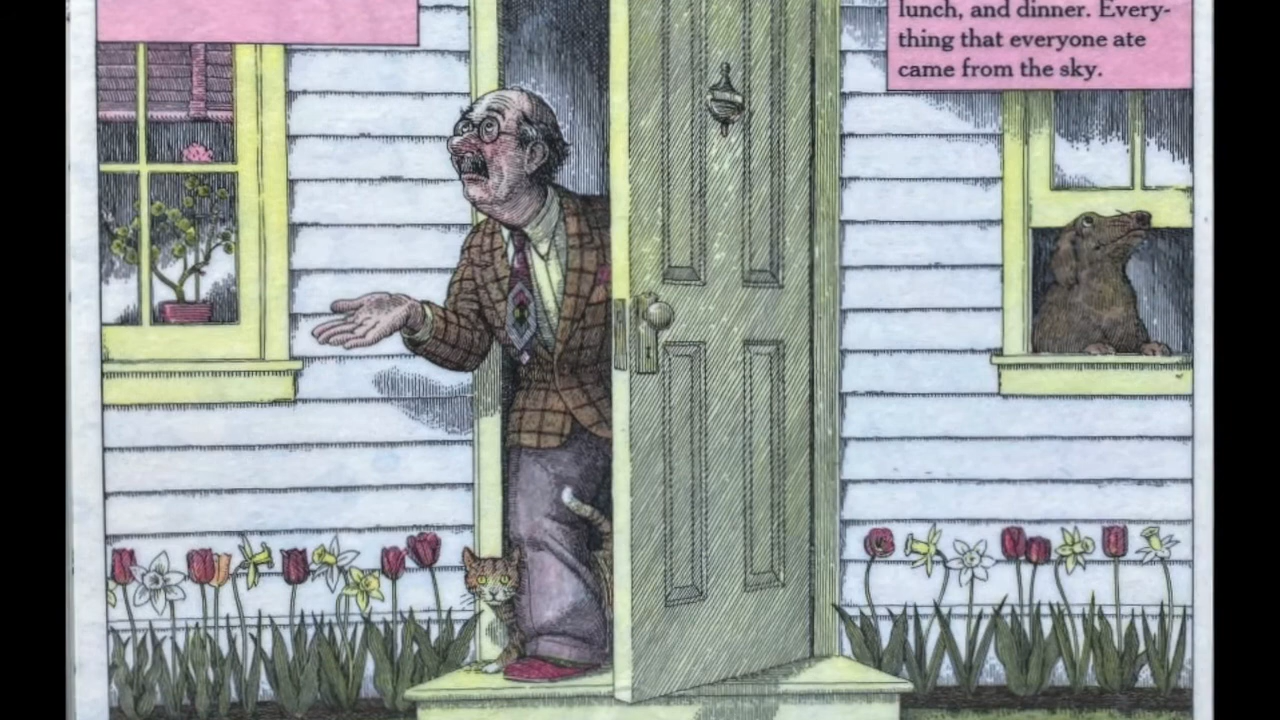 lunch, and dinner. Every-
thing that everyone ate
came from the sky.